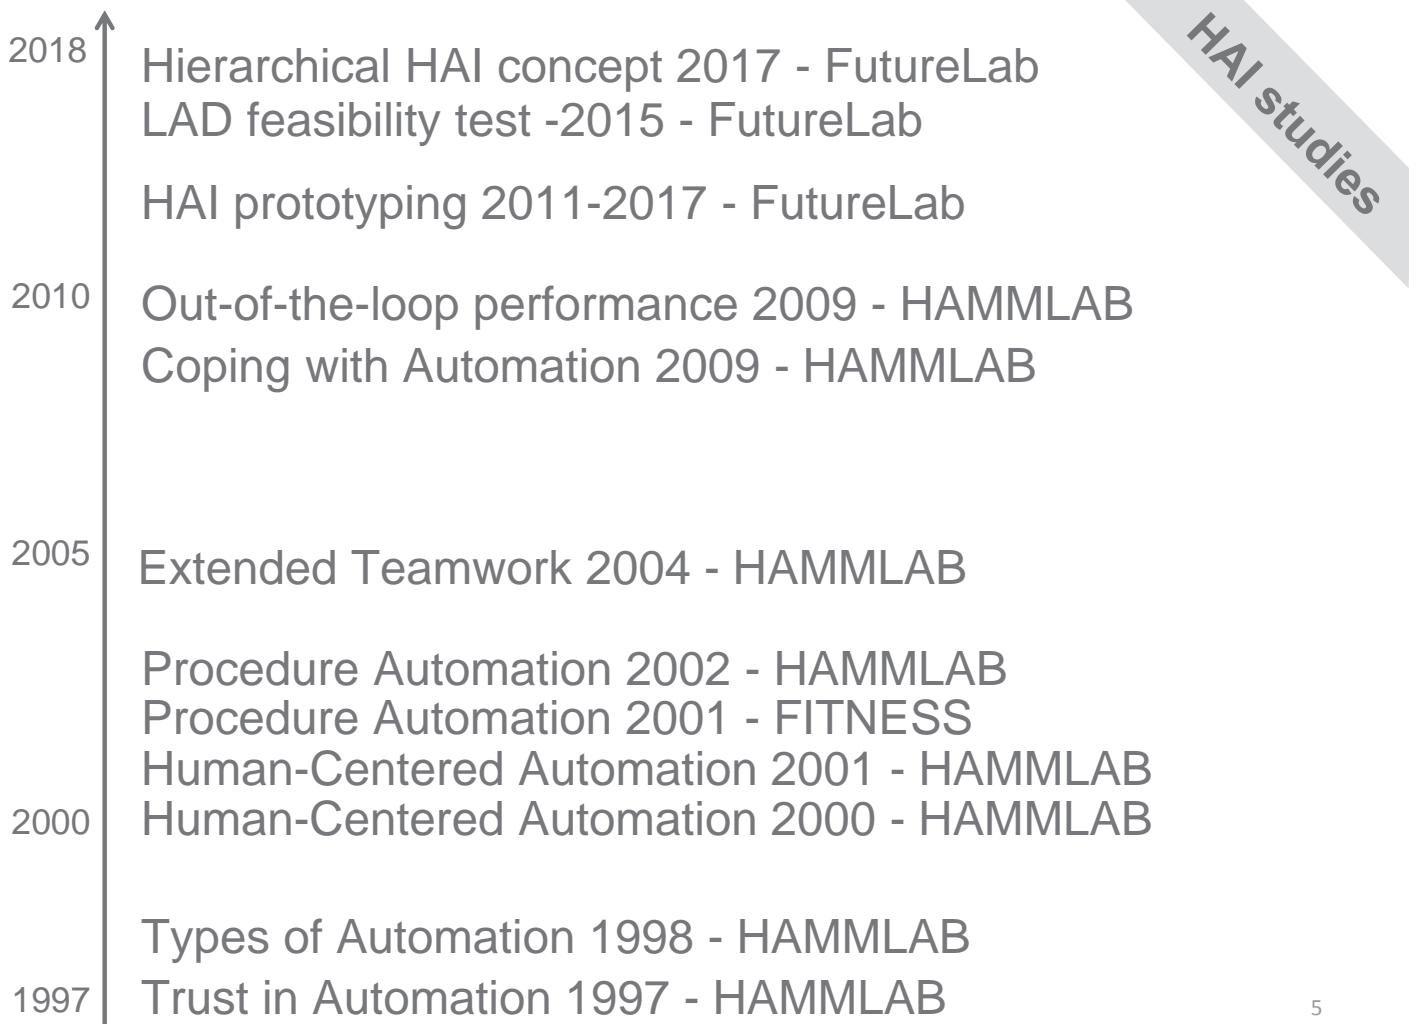 HAI studies
2018
Hierarchical HAI concept 2017 - FutureLab
LAD feasibility test -2015 - FutureLab
HAI prototyping 2011-2017 - FutureLab
2010
Out-of-the-loop performance 2009 - HAMMLAB
Coping with Automation 2009 - HAMMLAB
2005
Extended Teamwork 2004 - HAMMLAB
Procedure Automation 2002 - HAMMLAB
Procedure Automation 2001 - FITNESS
Human-Centered Automation 2001 - HAMMLAB
2000
Human-Centered Automation 2000 - HAMMLAB
Types of Automation 1998 - HAMMLAB
1997
Trust in Automation 1997 - HAMMLAB
5